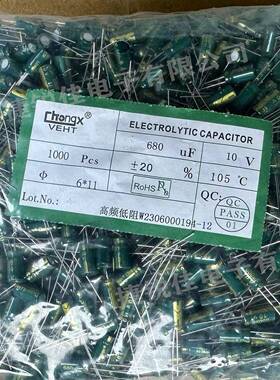 Chongx
VEHT
ELECTROLYTIC CAPACITOR
680 uF 10 V
1000 Pcs ±20 % 105 ℃
Φ 6*11 RoHS QC: QC PASS 01
Lot.No: 高频低阻W2306000194-12